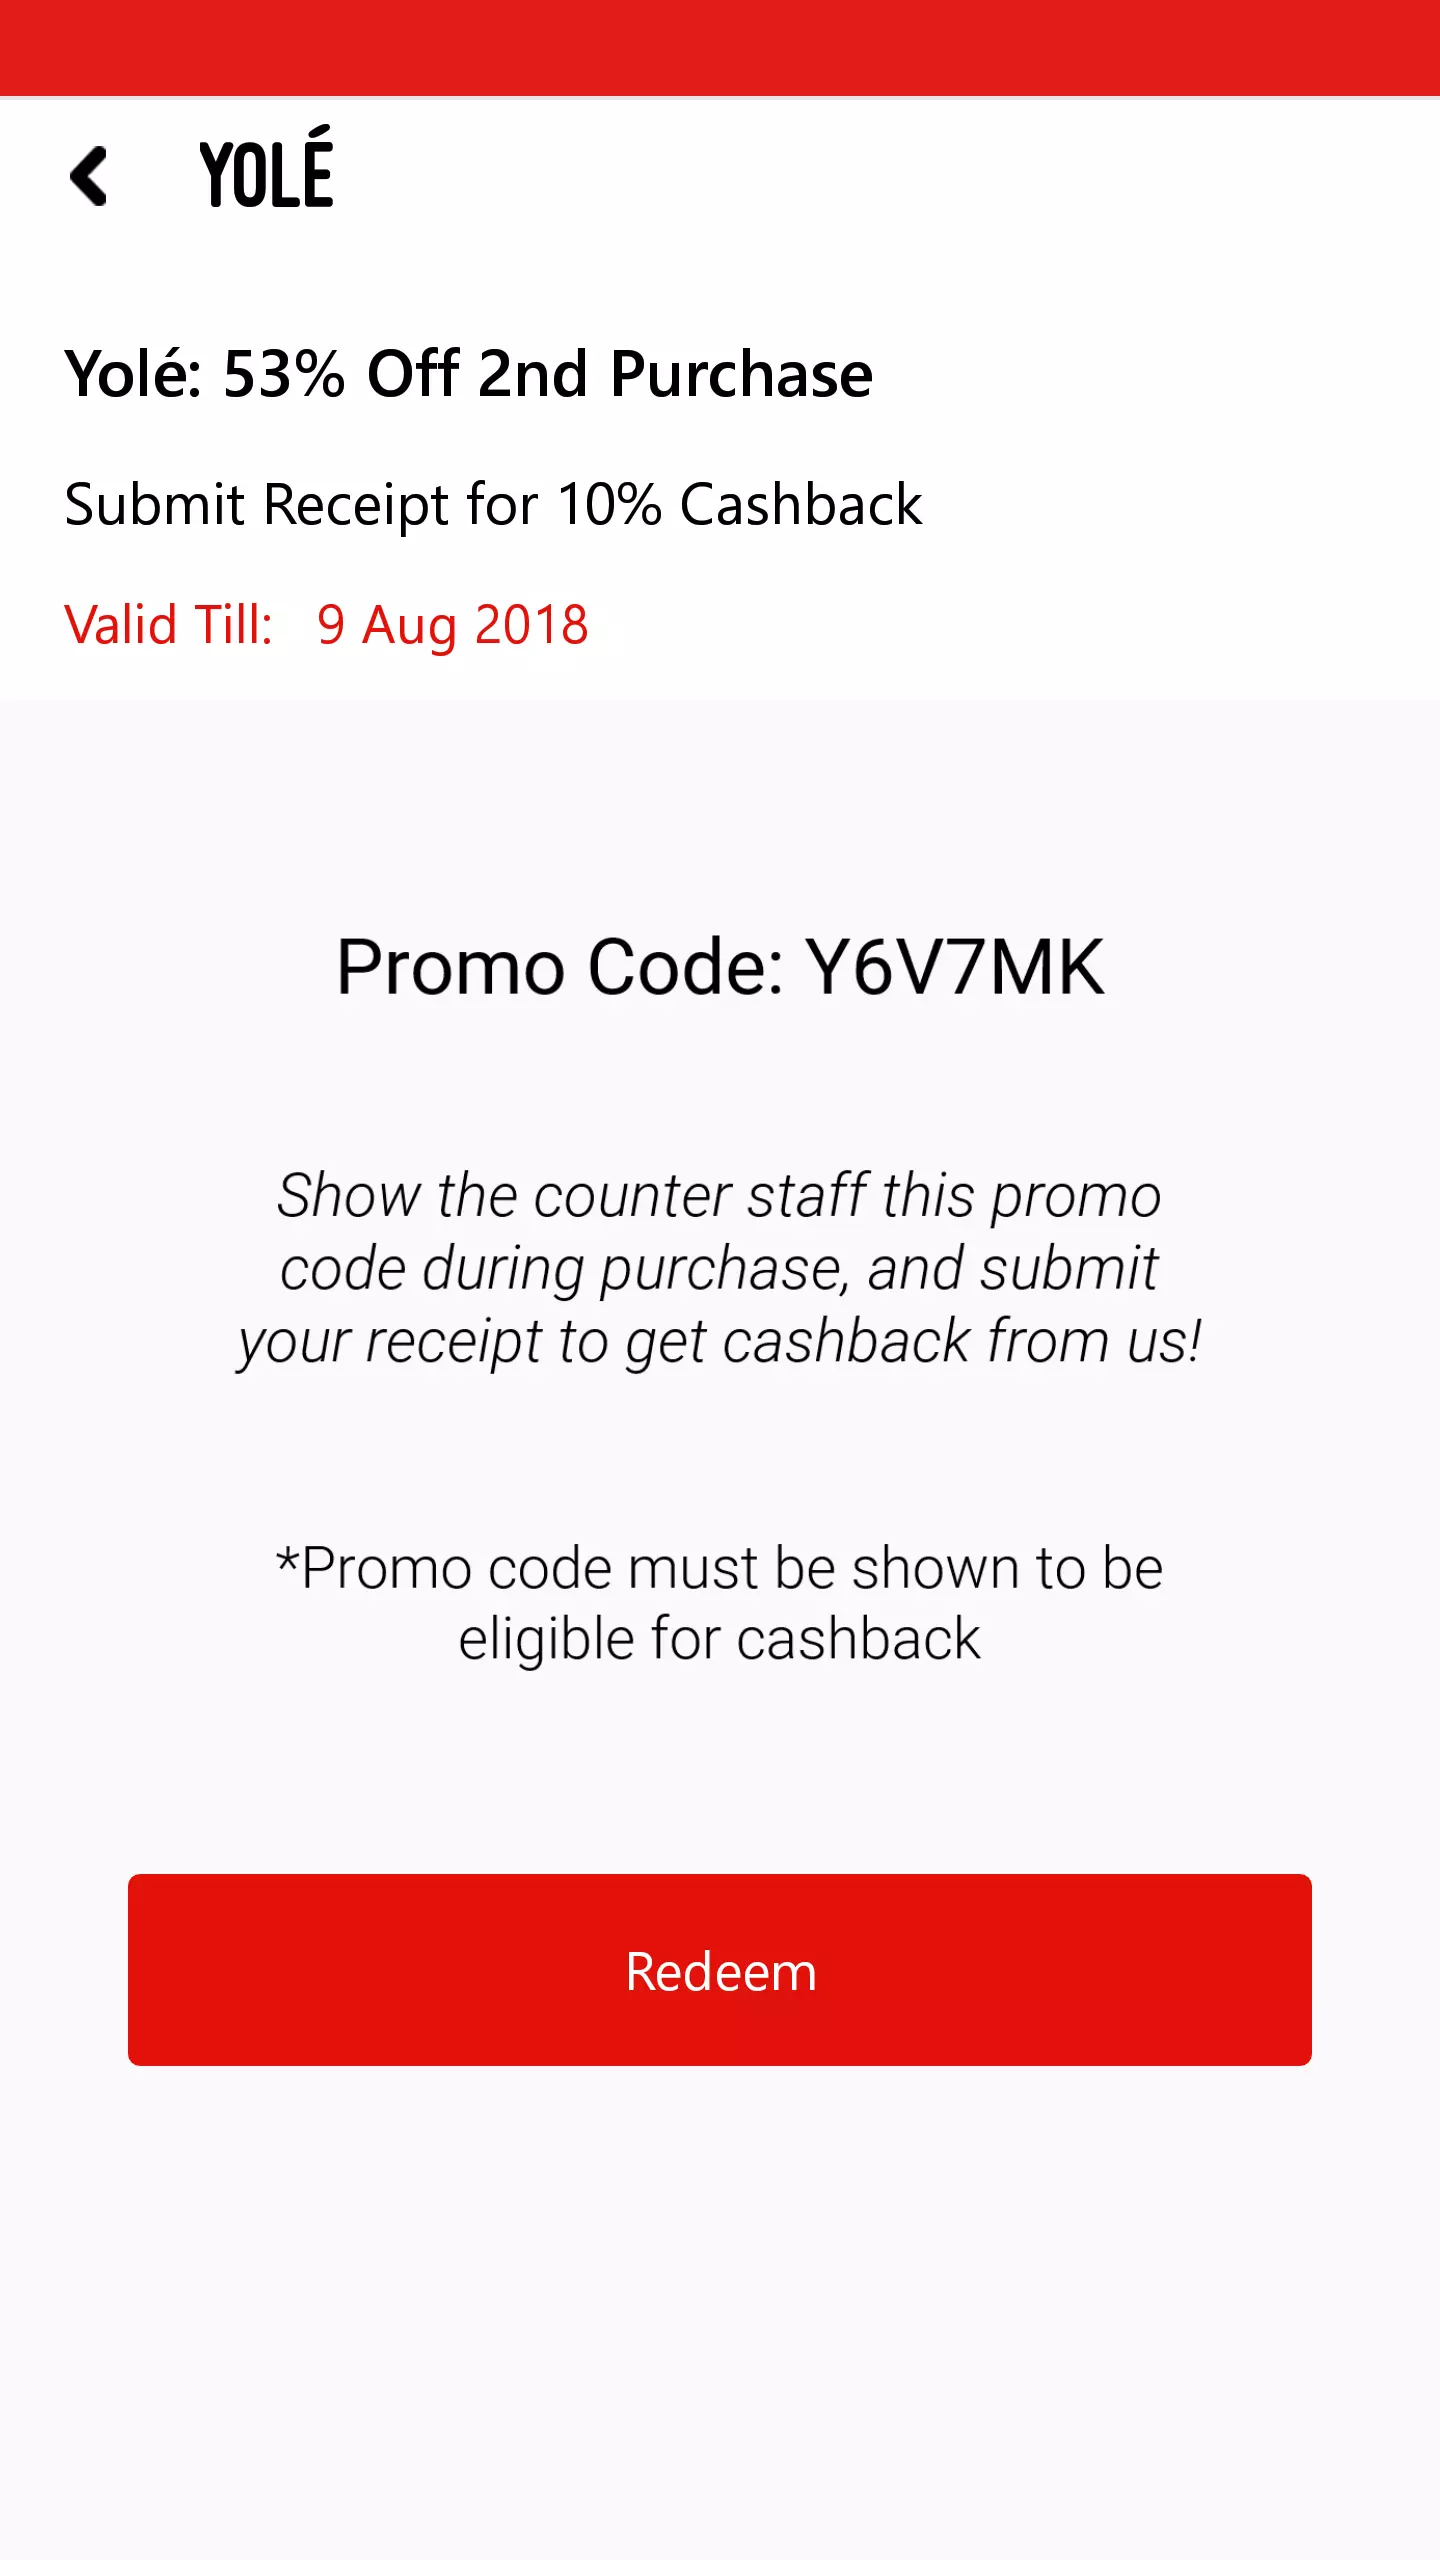 YOLÉ
Yolé: 53% Off 2nd Purchase
Submit Receipt for 10% Cashback
Valid Till: 9 Aug 2018
Promo Code: Y6V7MK
Show the counter staff this promo
code during purchase, and submit
your receipt to get cashback from us!
*Promo code must be shown to be
eligible for cashback
Redeem